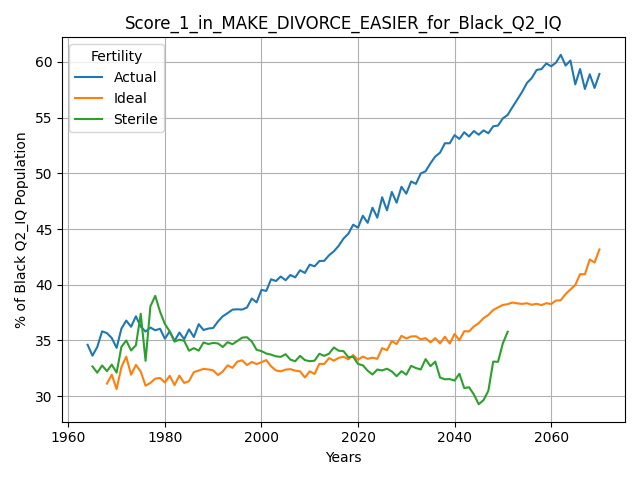 Score_1_in_MAKE_DIVORCE_EASIER_for_Black_Q2_IQ
Fertility
Actual
Ideal
Sterile
% of Black Q2_IQ Population
60
55
50
45
40
35
30
1960
1980
2000
2020
2040
2060
Years